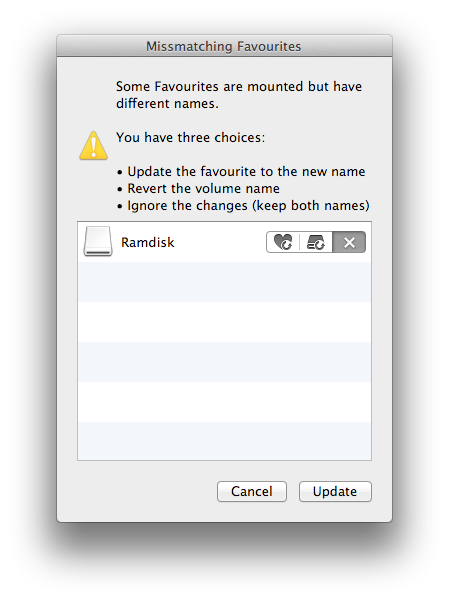 Missmatching Favourites
Some Favourites are mounted but have
different names.
You have three choices:
• Update the favourite to the new name
• Revert the volume name
• Ignore the changes (keep both names)
Ramdisk
Cancel
Update